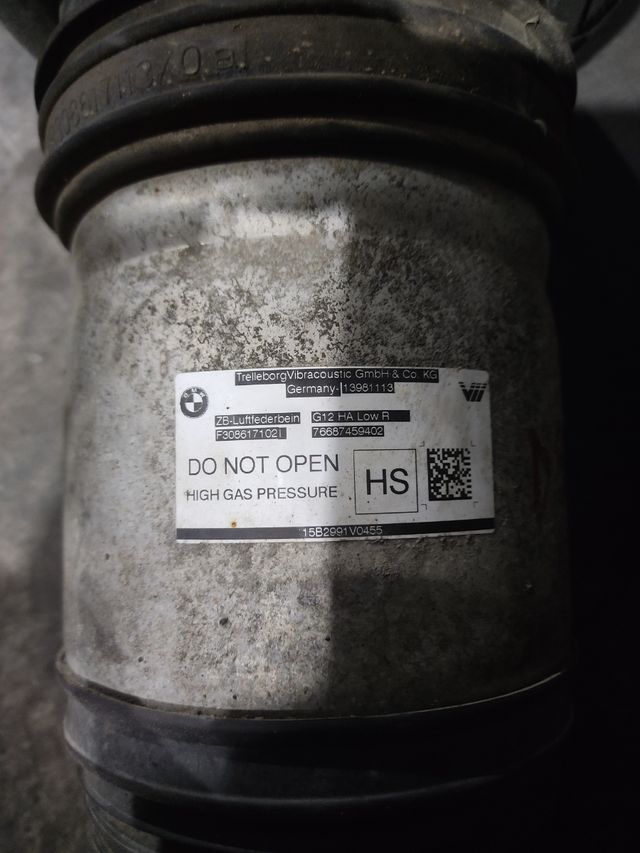 TrelleborgVibracoustic GmbH & Co. KG
Germany-13981113
ZB-Luftfederbein G12 HA Low R
F308617102I 76687459402
DO NOT OPEN
HIGH GAS PRESSURE
HS
15B2991V0455